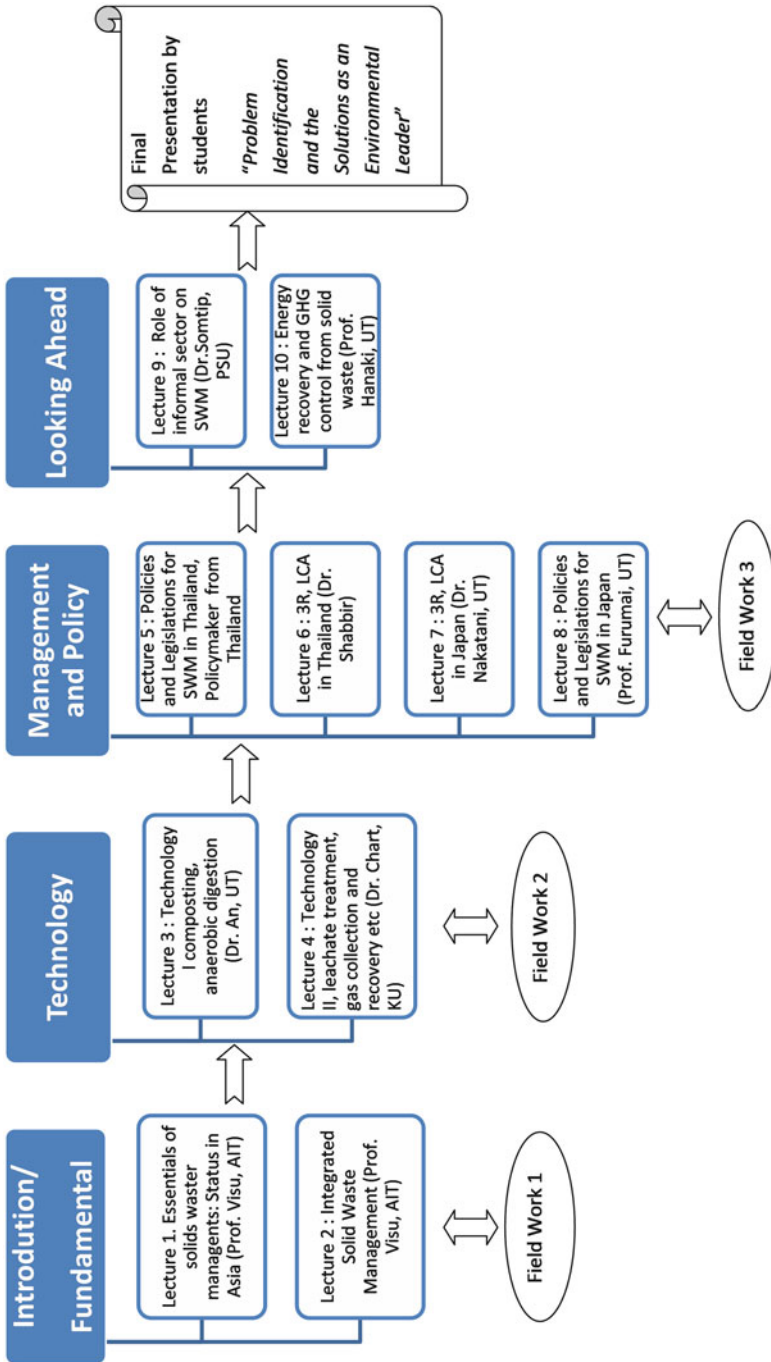 Introdution/
Fundamental
Lecture 1. Essentials of
solids waster
managents: Status in
Asia (Prof. Visu, AIT)
Lecture 2 : Integrated
Solid Waste
Management (Prof.
Visu, AIT)
Field Work 1
Technology
Lecture 3 : Technology
I composting,
anaerobic digestion
(Dr. An, UT)
Lecture 4 : Technology
II, leachate treatment,
gas collection and
recovery etc (Dr. Chart,
KU)
Field Work 2
Management
and Policy
Lecture 5 : Policies
and Legislations for
SWM in Thailand,
Policymaker from
Thailand
Lecture 6 : 3R, LCA
in Thailand (Dr.
Shabbir)
Lecture 7 : 3R, LCA
in Japan (Dr.
Nakatani, UT)
Lecture 8 : Policies
and Legislations for
SWM in Japan
(Prof. Furumai, UT)
Field Work 3
Looking Ahead
Lecture 9 : Role of
informal sector on
SWM (Dr.Somtip,
PSU)
Lecture 10 : Energy
recovery and GHG
control from solid
waste (Prof.
Hanaki, UT)
Final
Presentation by
students
“Problem
Identification
and the
Solutions as an
Environmental
Leader”